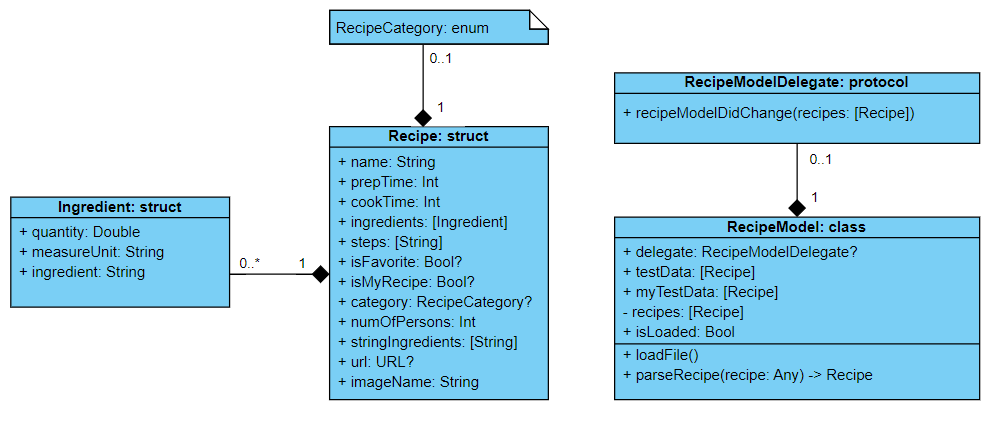 RecipeCategory: enum
0..1
1
Recipe: struct
+ name: String
+ prepTime: Int
+ cookTime: Int
+ ingredients: [Ingredient]
+ steps: [String]
+ isFavorite: Bool?
+ isMyRecipe: Bool?
+ category: RecipeCategory?
+ numOfPersons: Int
+ stringIngredients: [String]
+ url: URL?
+ imageName: String
Ingredient: struct
+ quantity: Double
+ measureUnit: String
+ ingredient: String
0..*
1
RecipeModelDelegate: protocol
+ recipeModelDidChange(recipes: [Recipe])
0..1
1
RecipeModel: class
+ delegate: RecipeModelDelegate?
+ testData: [Recipe]
+ myTestData: [Recipe]
- recipes: [Recipe]
+ isLoaded: Bool
+ loadFile()
+ parseRecipe(recipe: Any) -> Recipe